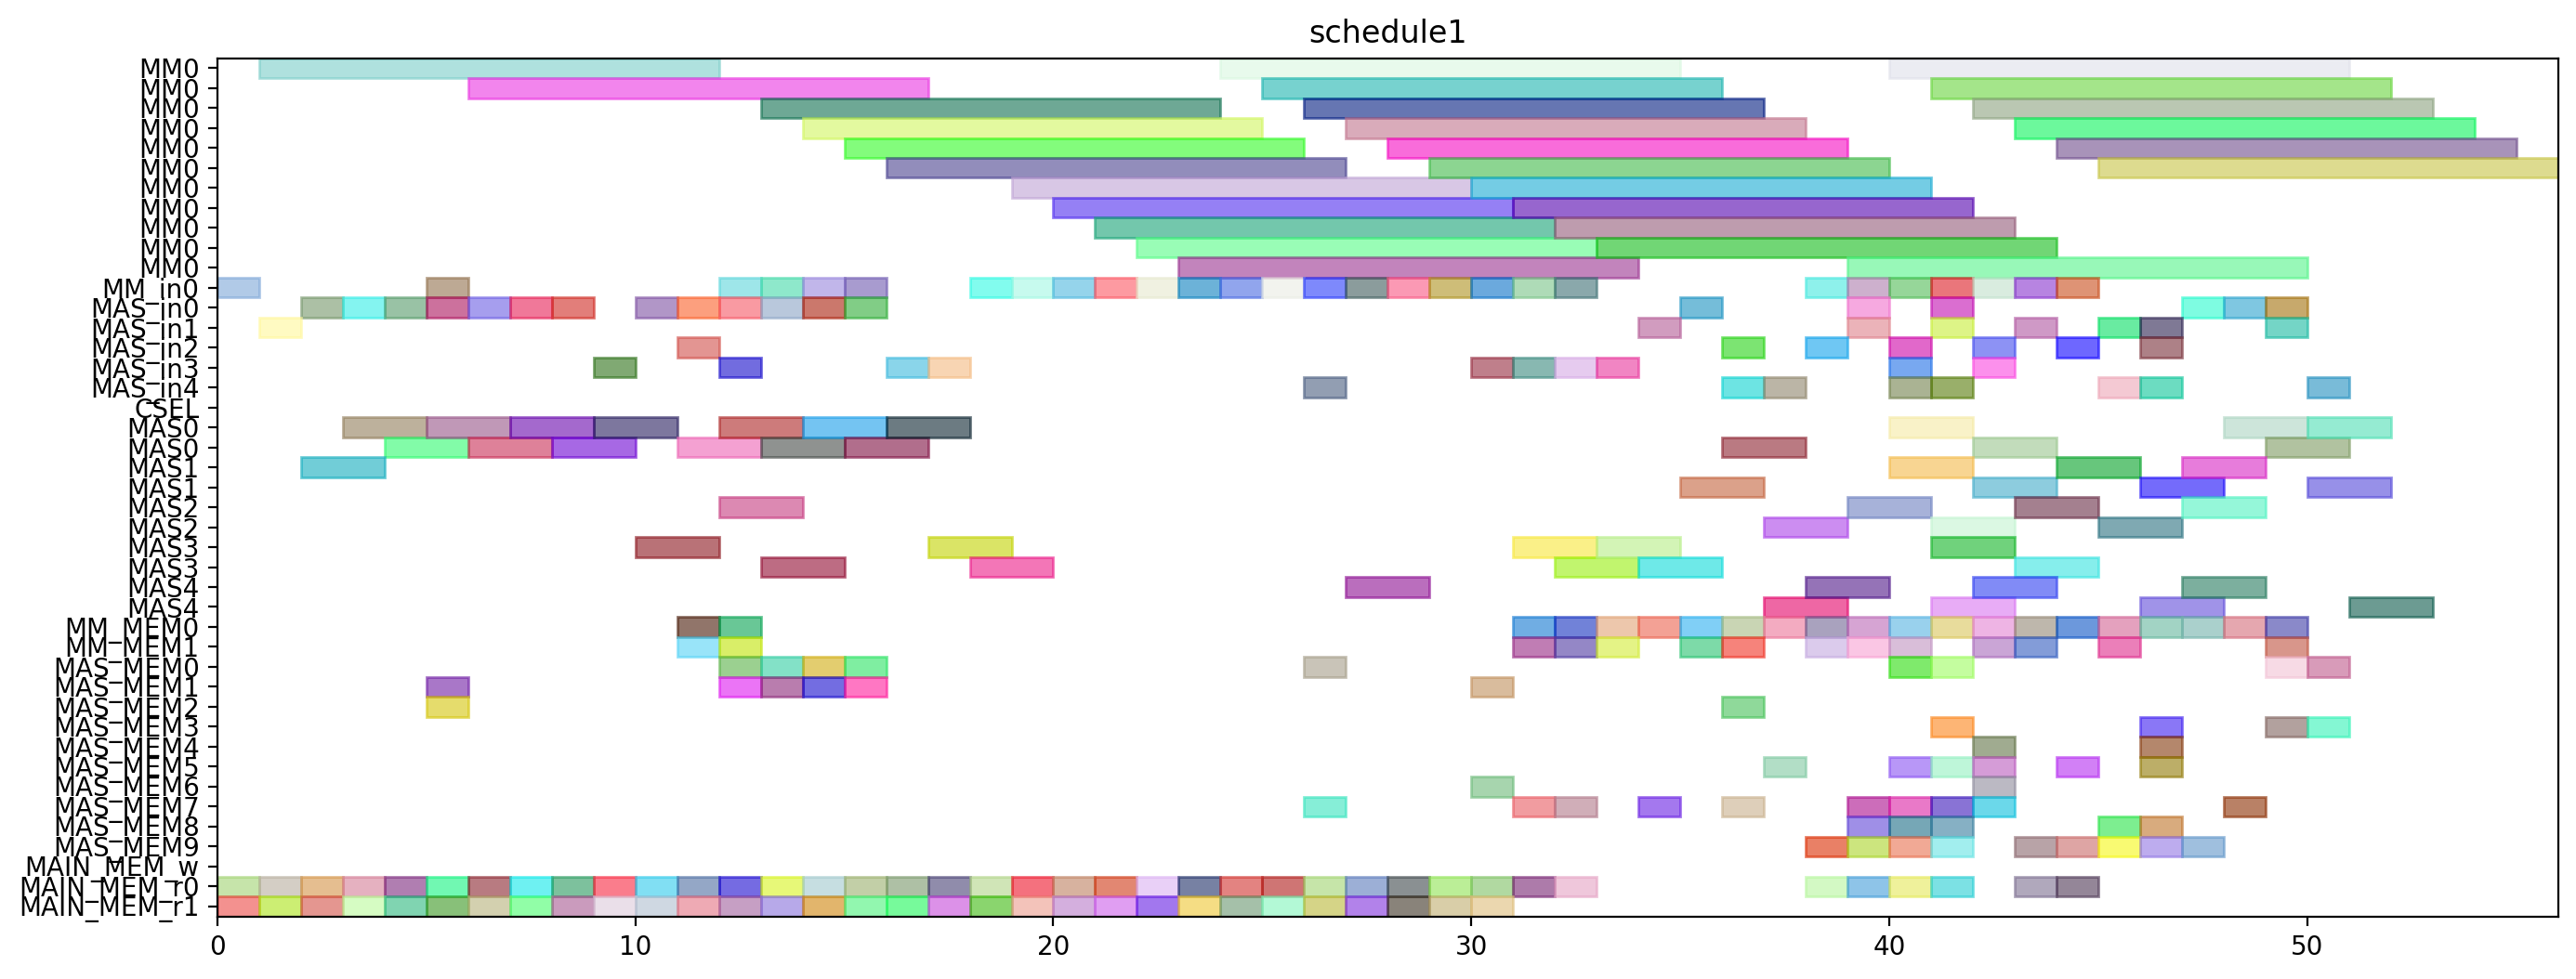 schedule1
MM0
MM0
MM0
MM0
MM0
MM0
MM0
MM0
MM0
MM0
MM0
MM_in0
MAS_in0
MAS_in1
MAS_in2
MAS_in3
MAS_in4
CSEL
MAS0
MAS0
MAS1
MAS1
MAS2
MAS2
MAS3
MAS3
MAS4
MAS4
MM_MEM0
MM_MEM1
MAS_MEM0
MAS_MEM1
MAS_MEM2
MAS_MEM3
MAS_MEM4
MAS_MEM5
MAS_MEM6
MAS_MEM7
MAS_MEM8
MAS_MEM9
MAIN_MEM_w
MAIN_MEM_r0
MAIN_MEM_r1
0 10 20 30 40 50